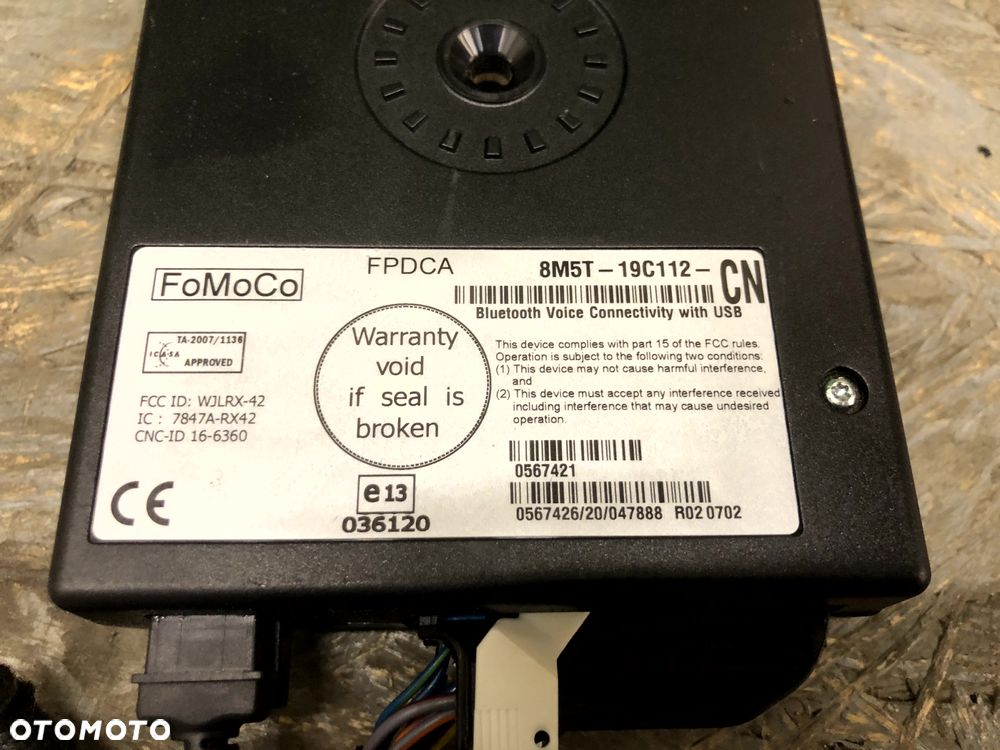 FoMoCo
FPDCA
8M5T-19C112-CN
Bluetooth Voice Connectivity with USB
TA-2007/1136
ICASA
APPROVED
Warranty
void
if seal is
broken
This device complies with part 15 of the FCC rules.
Operation is subject to the following two conditions:
(1) This device may not cause harmful interference,
and
(2) This device must accept any interference received
including interference that may cause undesired
operation.
FCC ID: WJLRX-42
IC : 7847A-RX42
CNC-ID 16-6360
0567421
CE
e13
036120
0567426/20/047888 R02 0702
OTOMOTO